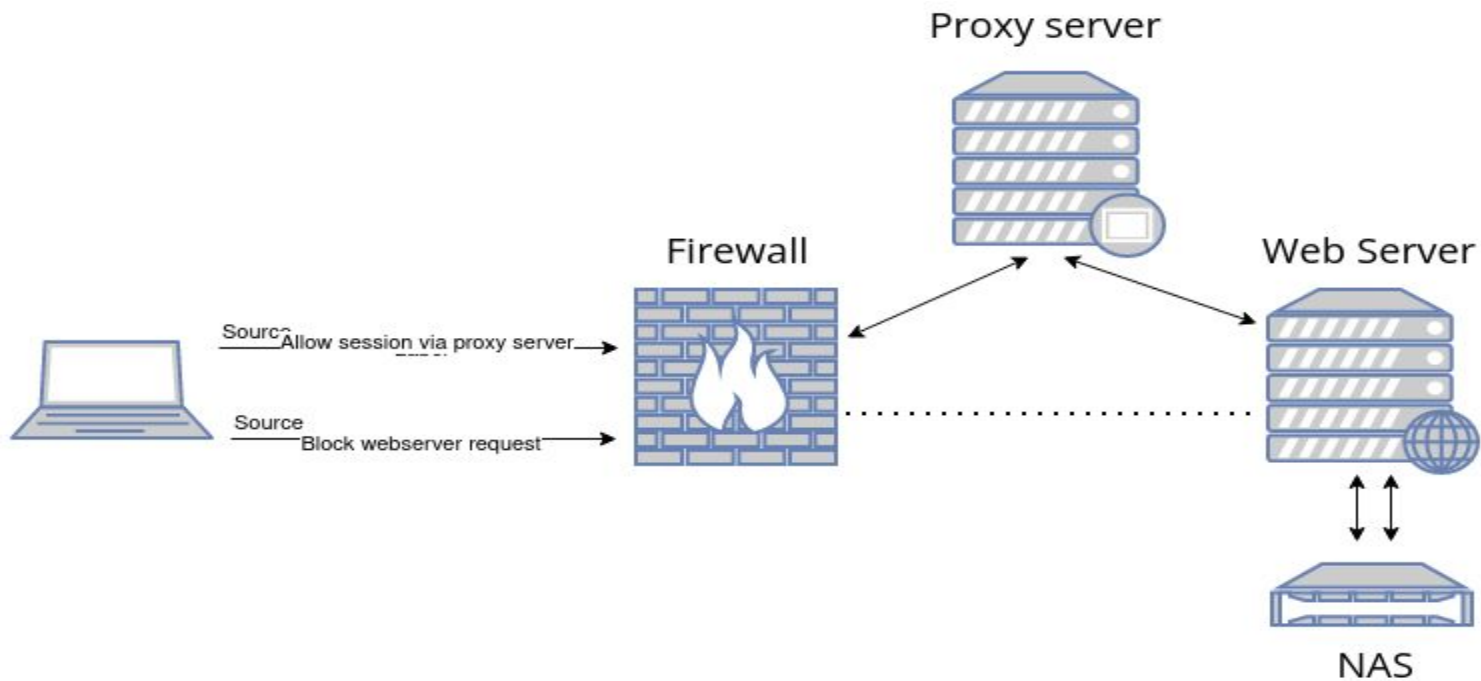 Proxy server
Firewall
Web Server
Source
Allow session via proxy server
Source
Block webserver request
NAS